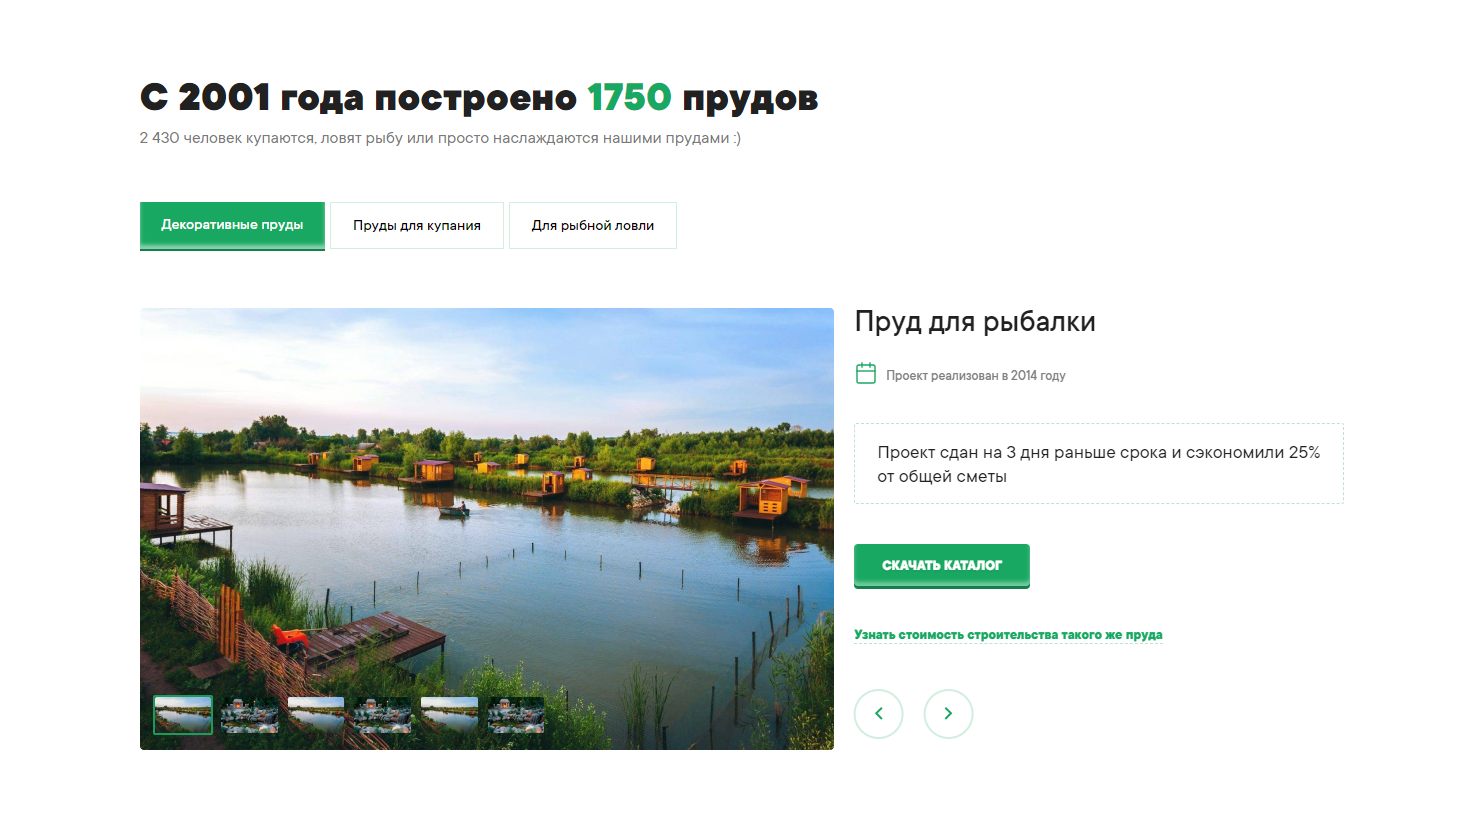 С 2001 года построено 1750 прудов
2 430 человек купаются, ловят рыбу или просто наслаждаются нашими прудами :)
Декоративные пруды
Пруды для купания
Для рыбной ловли
Пруд для рыбалки
Проект реализован в 2014 году
Проект сдан на 3 дня раньше срока и сэкономили 25%
от общей сметы
СКАЧАТЬ КАТАЛОГ
Узнать стоимость строительства такого же пруда